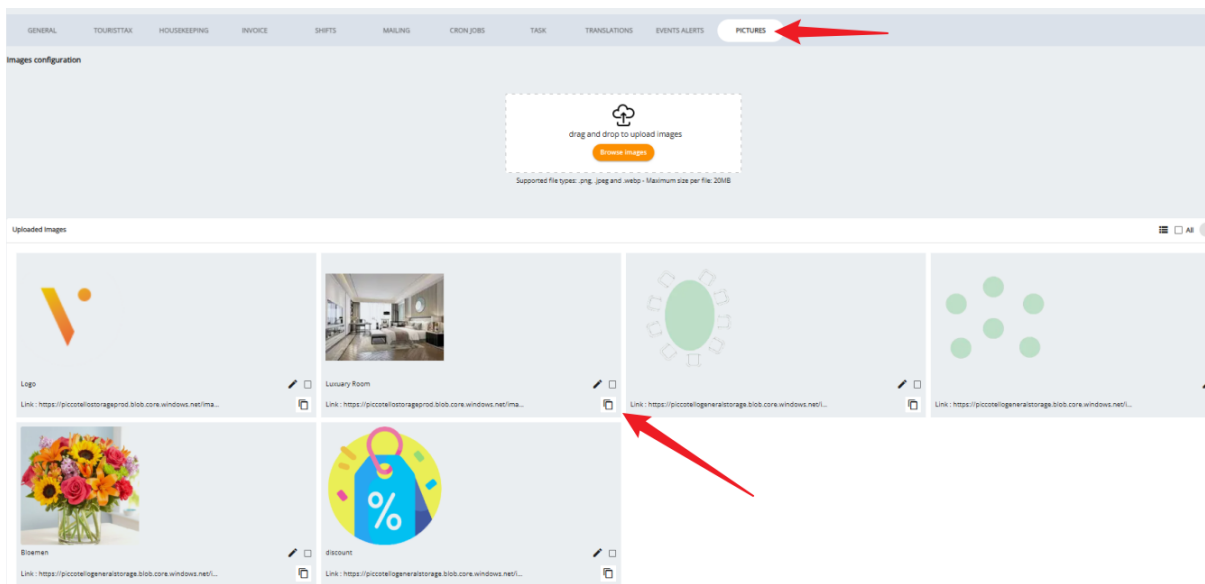 GENERAL TOURISTTAX HOUSEKEEPING INVOICE SHIFTS MAILING CRON JOBS TASK TRANSLATIONS EVENTS ALERTS PICTURES
Images configuration
drag and drop to upload images
Browse Images
Supported file types: .png, .jpeg and .webp - Maximum size per file: 20MB
Uploaded Images All
Logo Luxuary Room
Link : https://piccotellostorageprod.blob.core.windows.net/ima... Link : https://piccotellostorageprod.blob.core.windows.net/ima... Link : https://piccotellogeneralstorage.blob.core.windows.net/i... Link : https://piccotellogeneralstorage.blob.core.windows.net/i...
%
Bloemen discount
Link : https://piccotellogeneralstorage.blob.core.windows.net/i... Link : https://piccotellogeneralstorage.blob.core.windows.net/i...